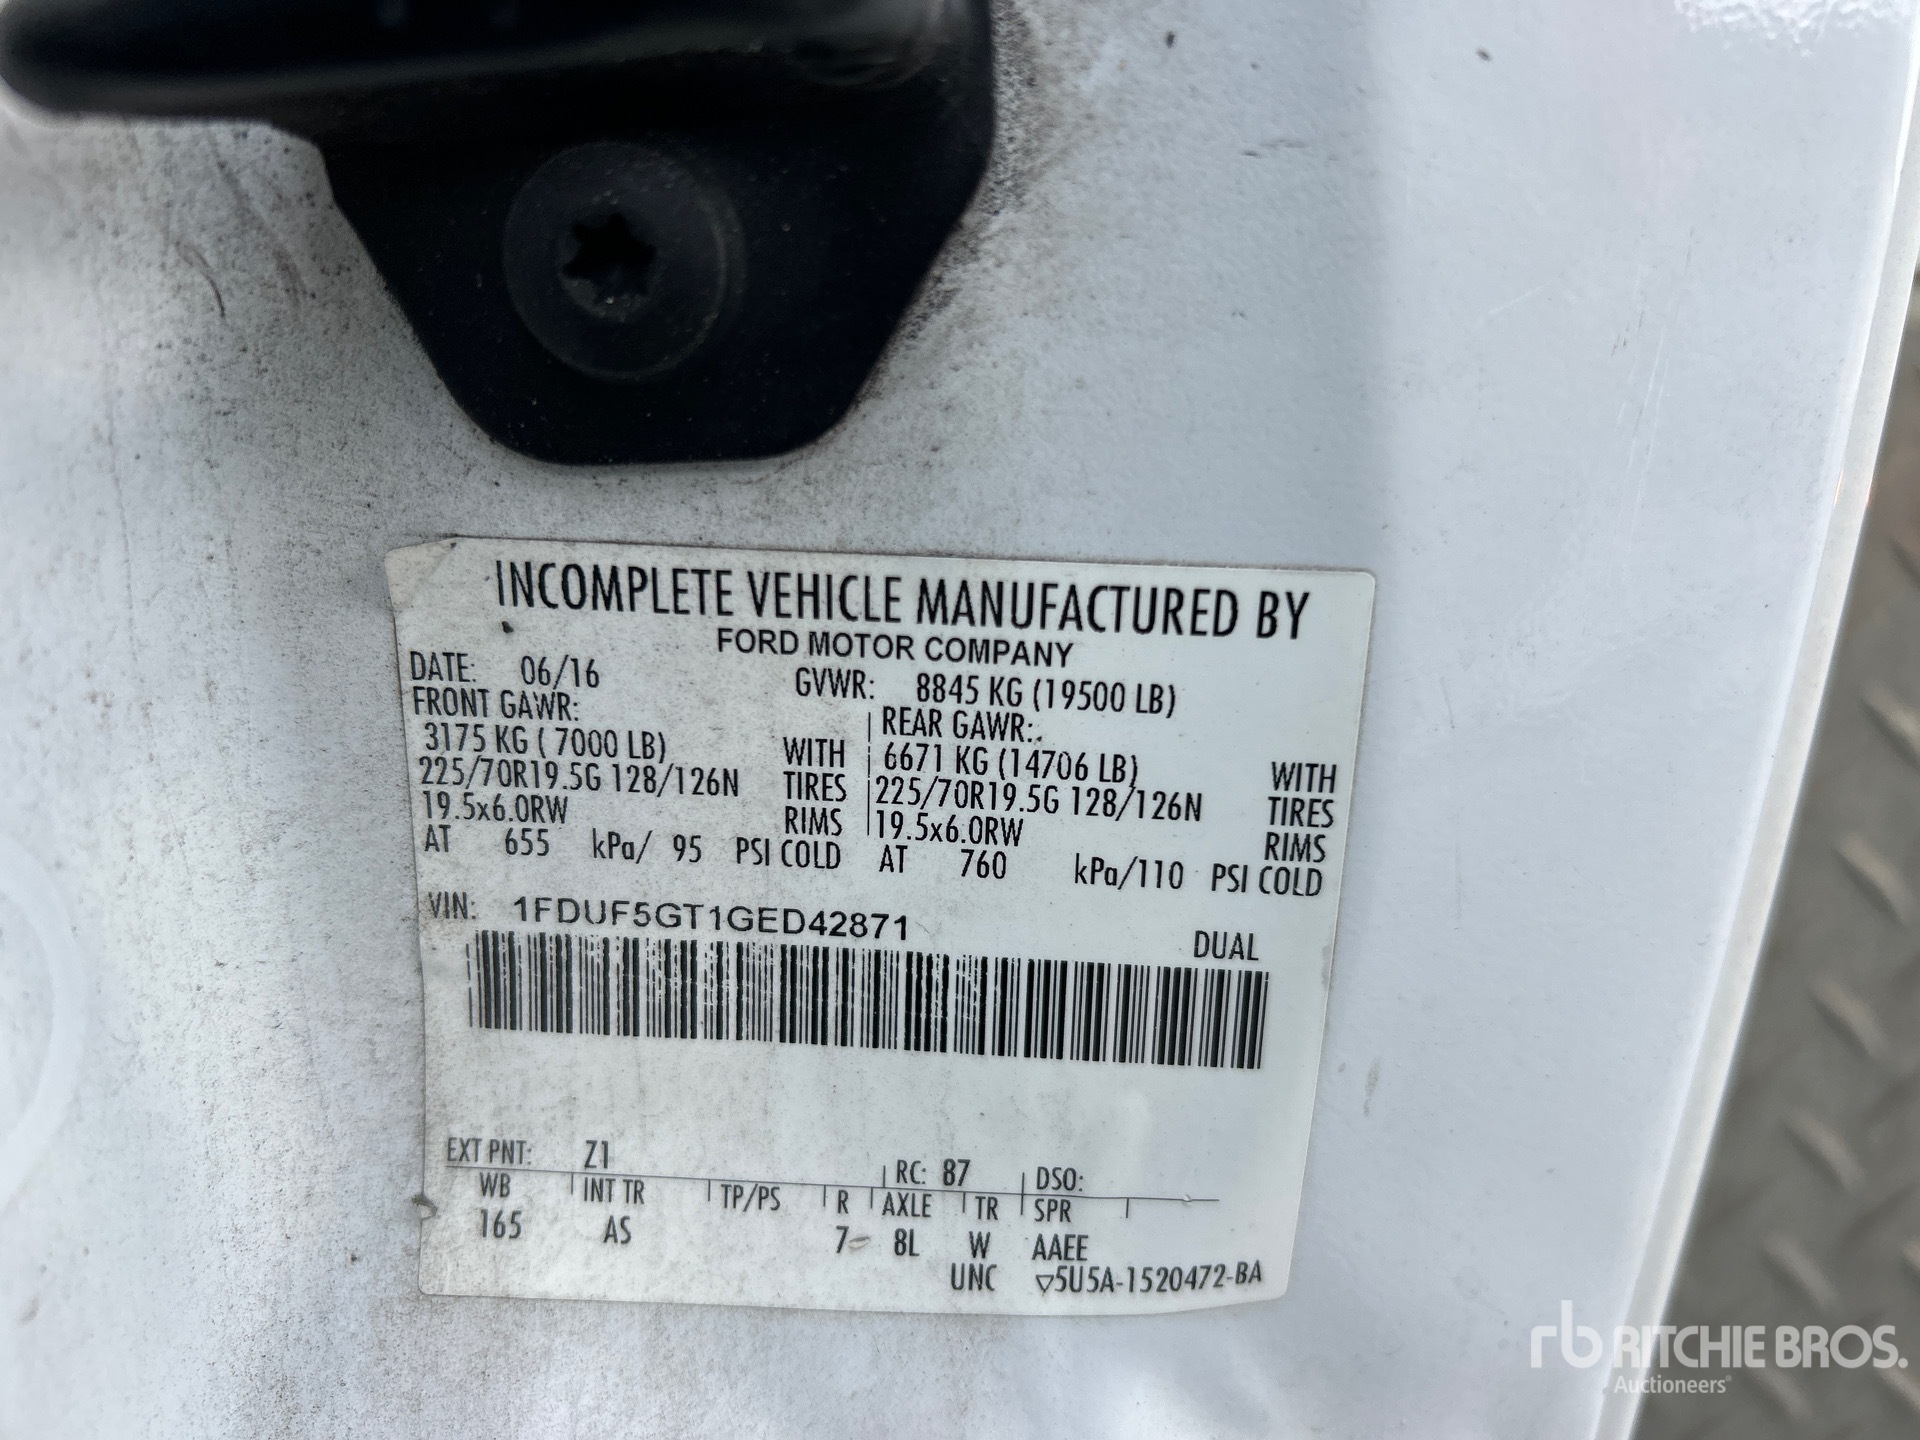 INCOMPLETE VEHICLE MANUFACTURED BY
FORD MOTOR COMPANY
DATE: 06/16 GVWR: 8845 KG (19500 LB)
FRONT GAWR: REAR GAWR:
3175 KG ( 7000 LB) WITH 6671 KG (14706 LB) WITH
225/70R19.5G 128/126N TIRES 225/70R19.5G 128/126N TIRES
19.5x6.0RW RIMS 19.5x6.0RW RIMS
AT 655 kPa/ 95 PSI COLD AT 760 kPa/110 PSI COLD
VIN: 1FDUF5GT1GED42871
DUAL
EXT PNT: Z1 RC: 87 DSO:
WB INT TR TP/PS R AXLE TR SPR
165 AS 7 8L W AAEE
UNC ▽5U5A-1520472-BA
rb RITCHIE BROS.
Auctioneers